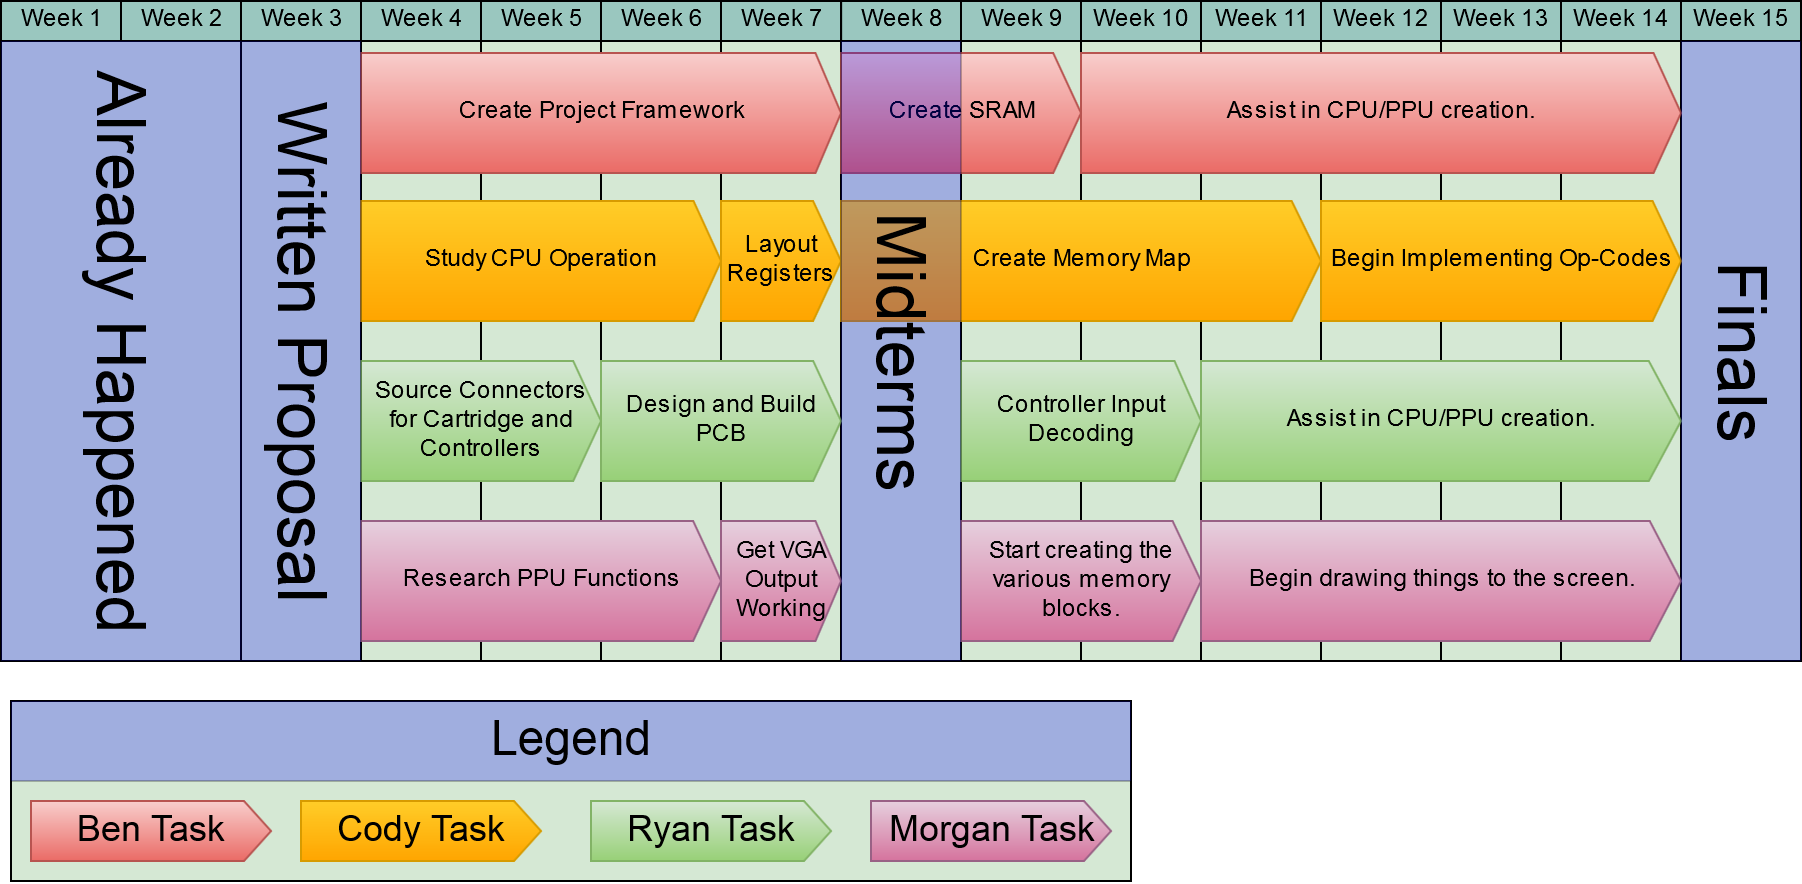 Week 1 Week 2 Week 3 Week 4 Week 5 Week 6 Week 7 Week 8 Week 9 Week 10 Week 11 Week 12 Week 13 Week 14 Week 15
Already Happened
Written Proposal
Create Project Framework
Create SRAM
Assist in CPU/PPU creation.
Study CPU Operation
Layout
Registers
Create Memory Map
Begin Implementing Op-Codes
Source Connectors
for Cartridge and
Controllers
Design and Build
PCB
Midterms
Controller Input
Decoding
Assist in CPU/PPU creation.
Research PPU Functions
Get VGA
Output
Working
Start creating the
various memory
blocks.
Begin drawing things to the screen.
Finals
Legend
Ben Task
Cody Task
Ryan Task
Morgan Task